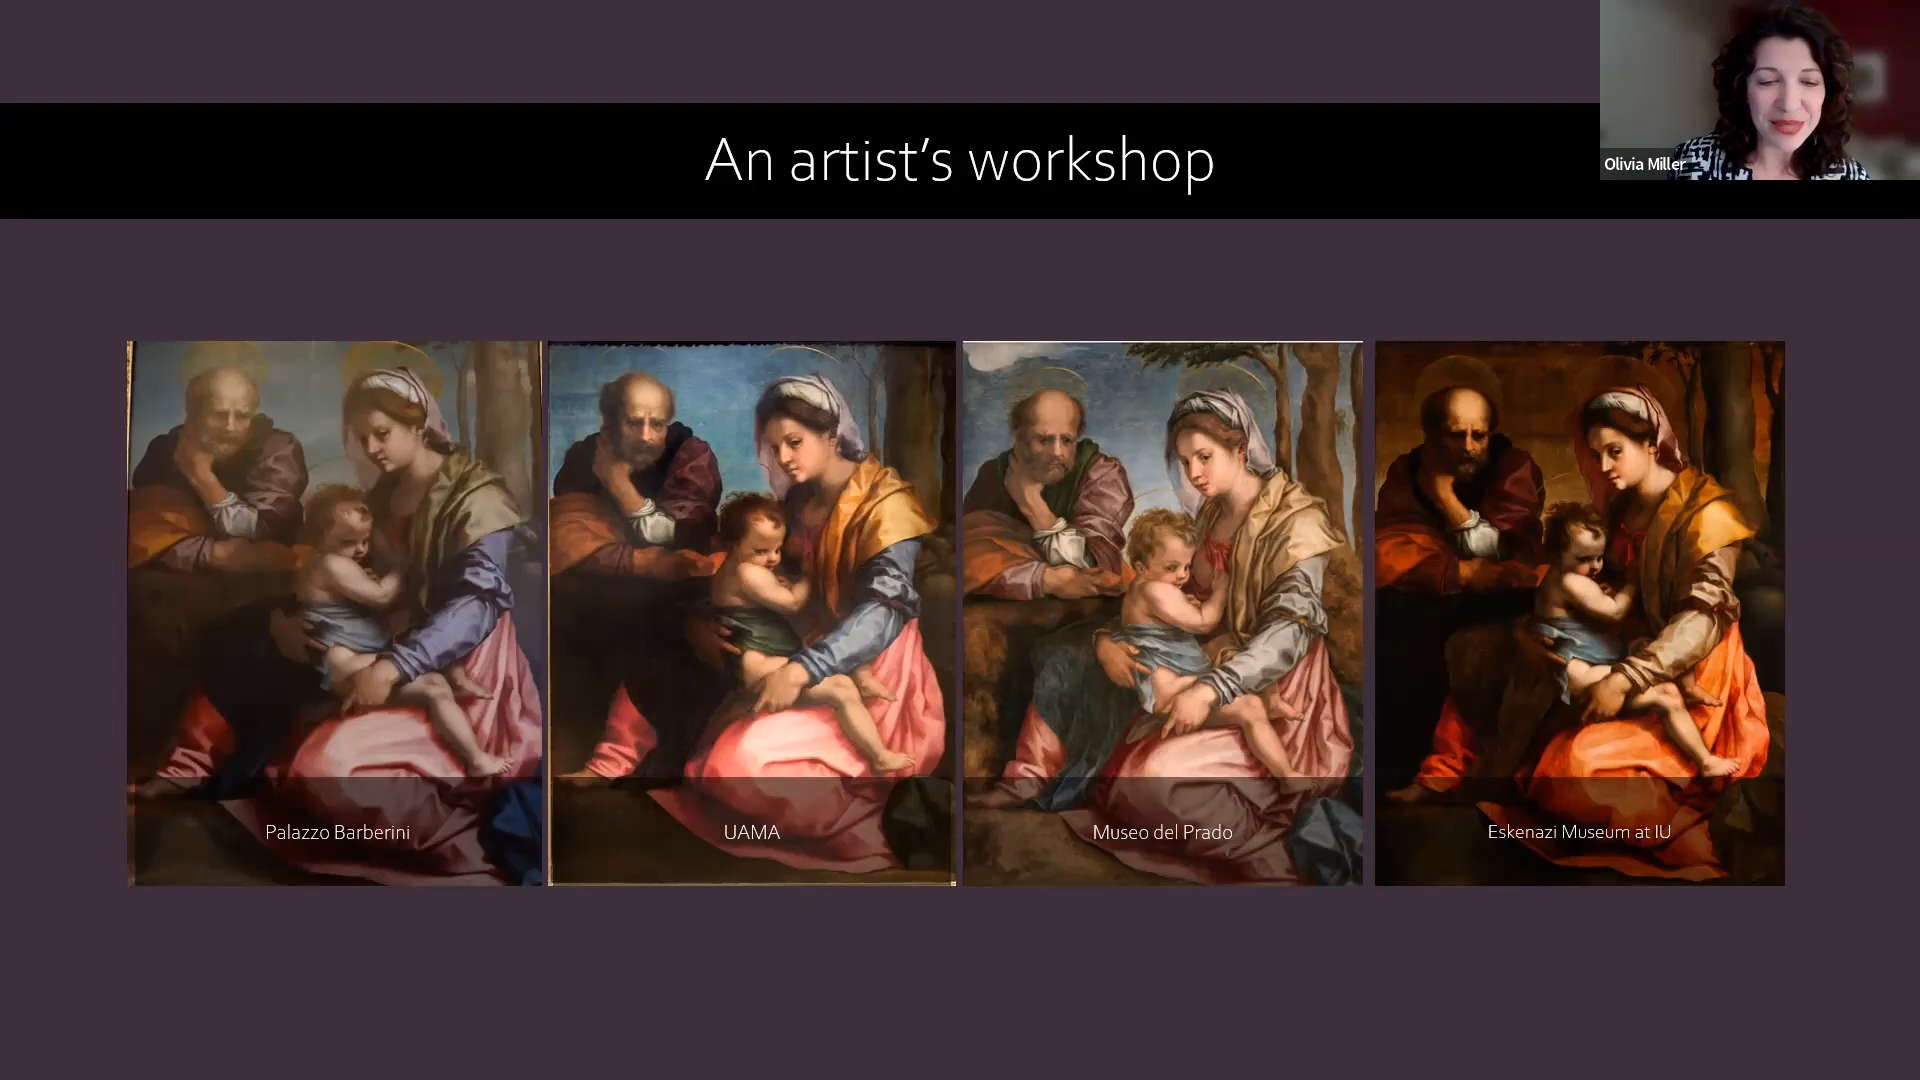 An artist’s workshop
Olivia Miller
Palazzo Barberini
UAMA
Museo del Prado
Eskenazi Museum at IU